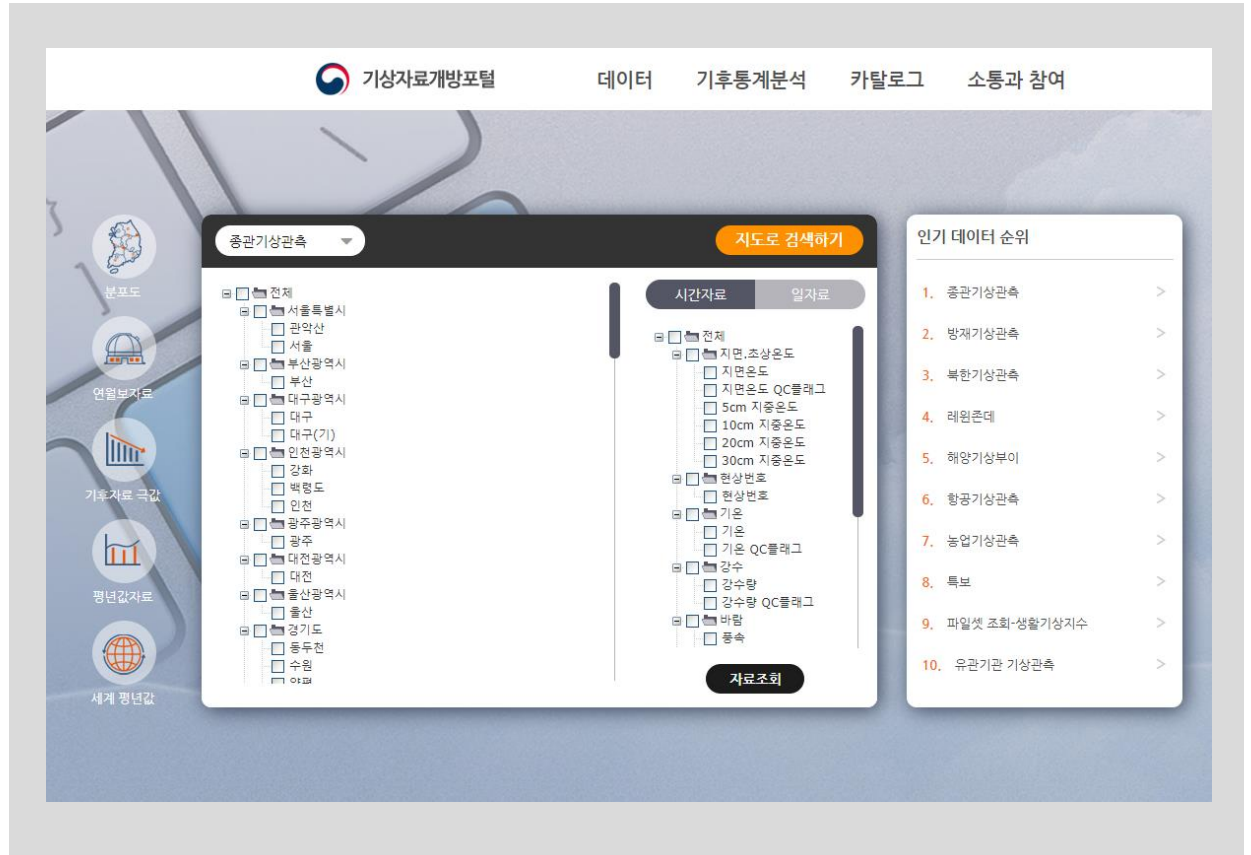 기상자료개방포털
데이터 기후통계분석 카탈로그 소통과 참여
분포도
연월보자료
기후자료 극값
평년값자료
세계 평년값
종관기상관측
지도로 검색하기
전체
서울특별시
관악산
서울
부산광역시
부산
대구광역시
대구
대구(기)
인천광역시
강화
백령도
인천
광주광역시
광주
대전광역시
대전
울산광역시
울산
경기도
동두천
수원
양평
시간자료 일자료
전체
지면,초상온도
지면온도
지면온도 QC플래그
5cm 지중온도
10cm 지중온도
20cm 지중온도
30cm 지중온도
현상번호
현상번호
기온
기온
기온 QC플래그
강수
강수량
강수량 QC플래그
바람
풍속
자료조회
인기 데이터 순위
1. 종관기상관측
2. 방재기상관측
3. 북한기상관측
4. 레윈존데
5. 해양기상부이
6. 항공기상관측
7. 농업기상관측
8. 특보
9. 파일셋 조회-생활기상지수
10. 유관기관 기상관측